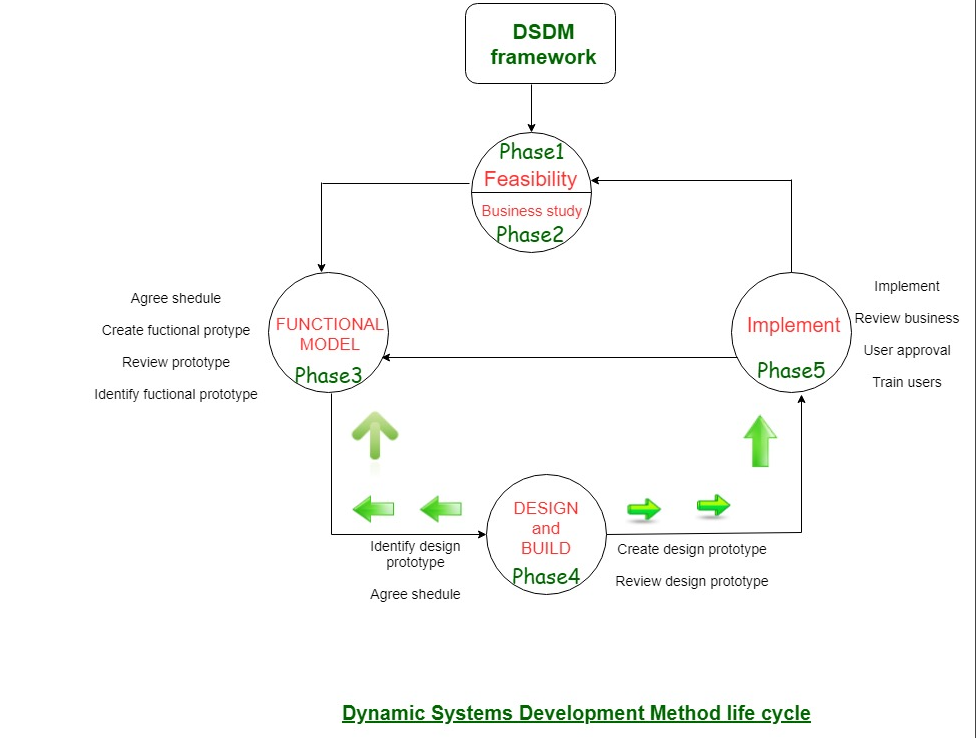 DSDM
framework
Phase1
Feasibility
Business study
Phase2
FUNCTIONAL
MODEL
Phase3
Agree shedule
Create fuctional protype
Review prototype
Identify fuctional prototype
Implement
Phase5
Implement
Review business
User approval
Train users
DESIGN
and
BUILD
Phase4
Identify design
prototype
Agree shedule
Create design prototype
Review design prototype
Dynamic Systems Development Method life cycle